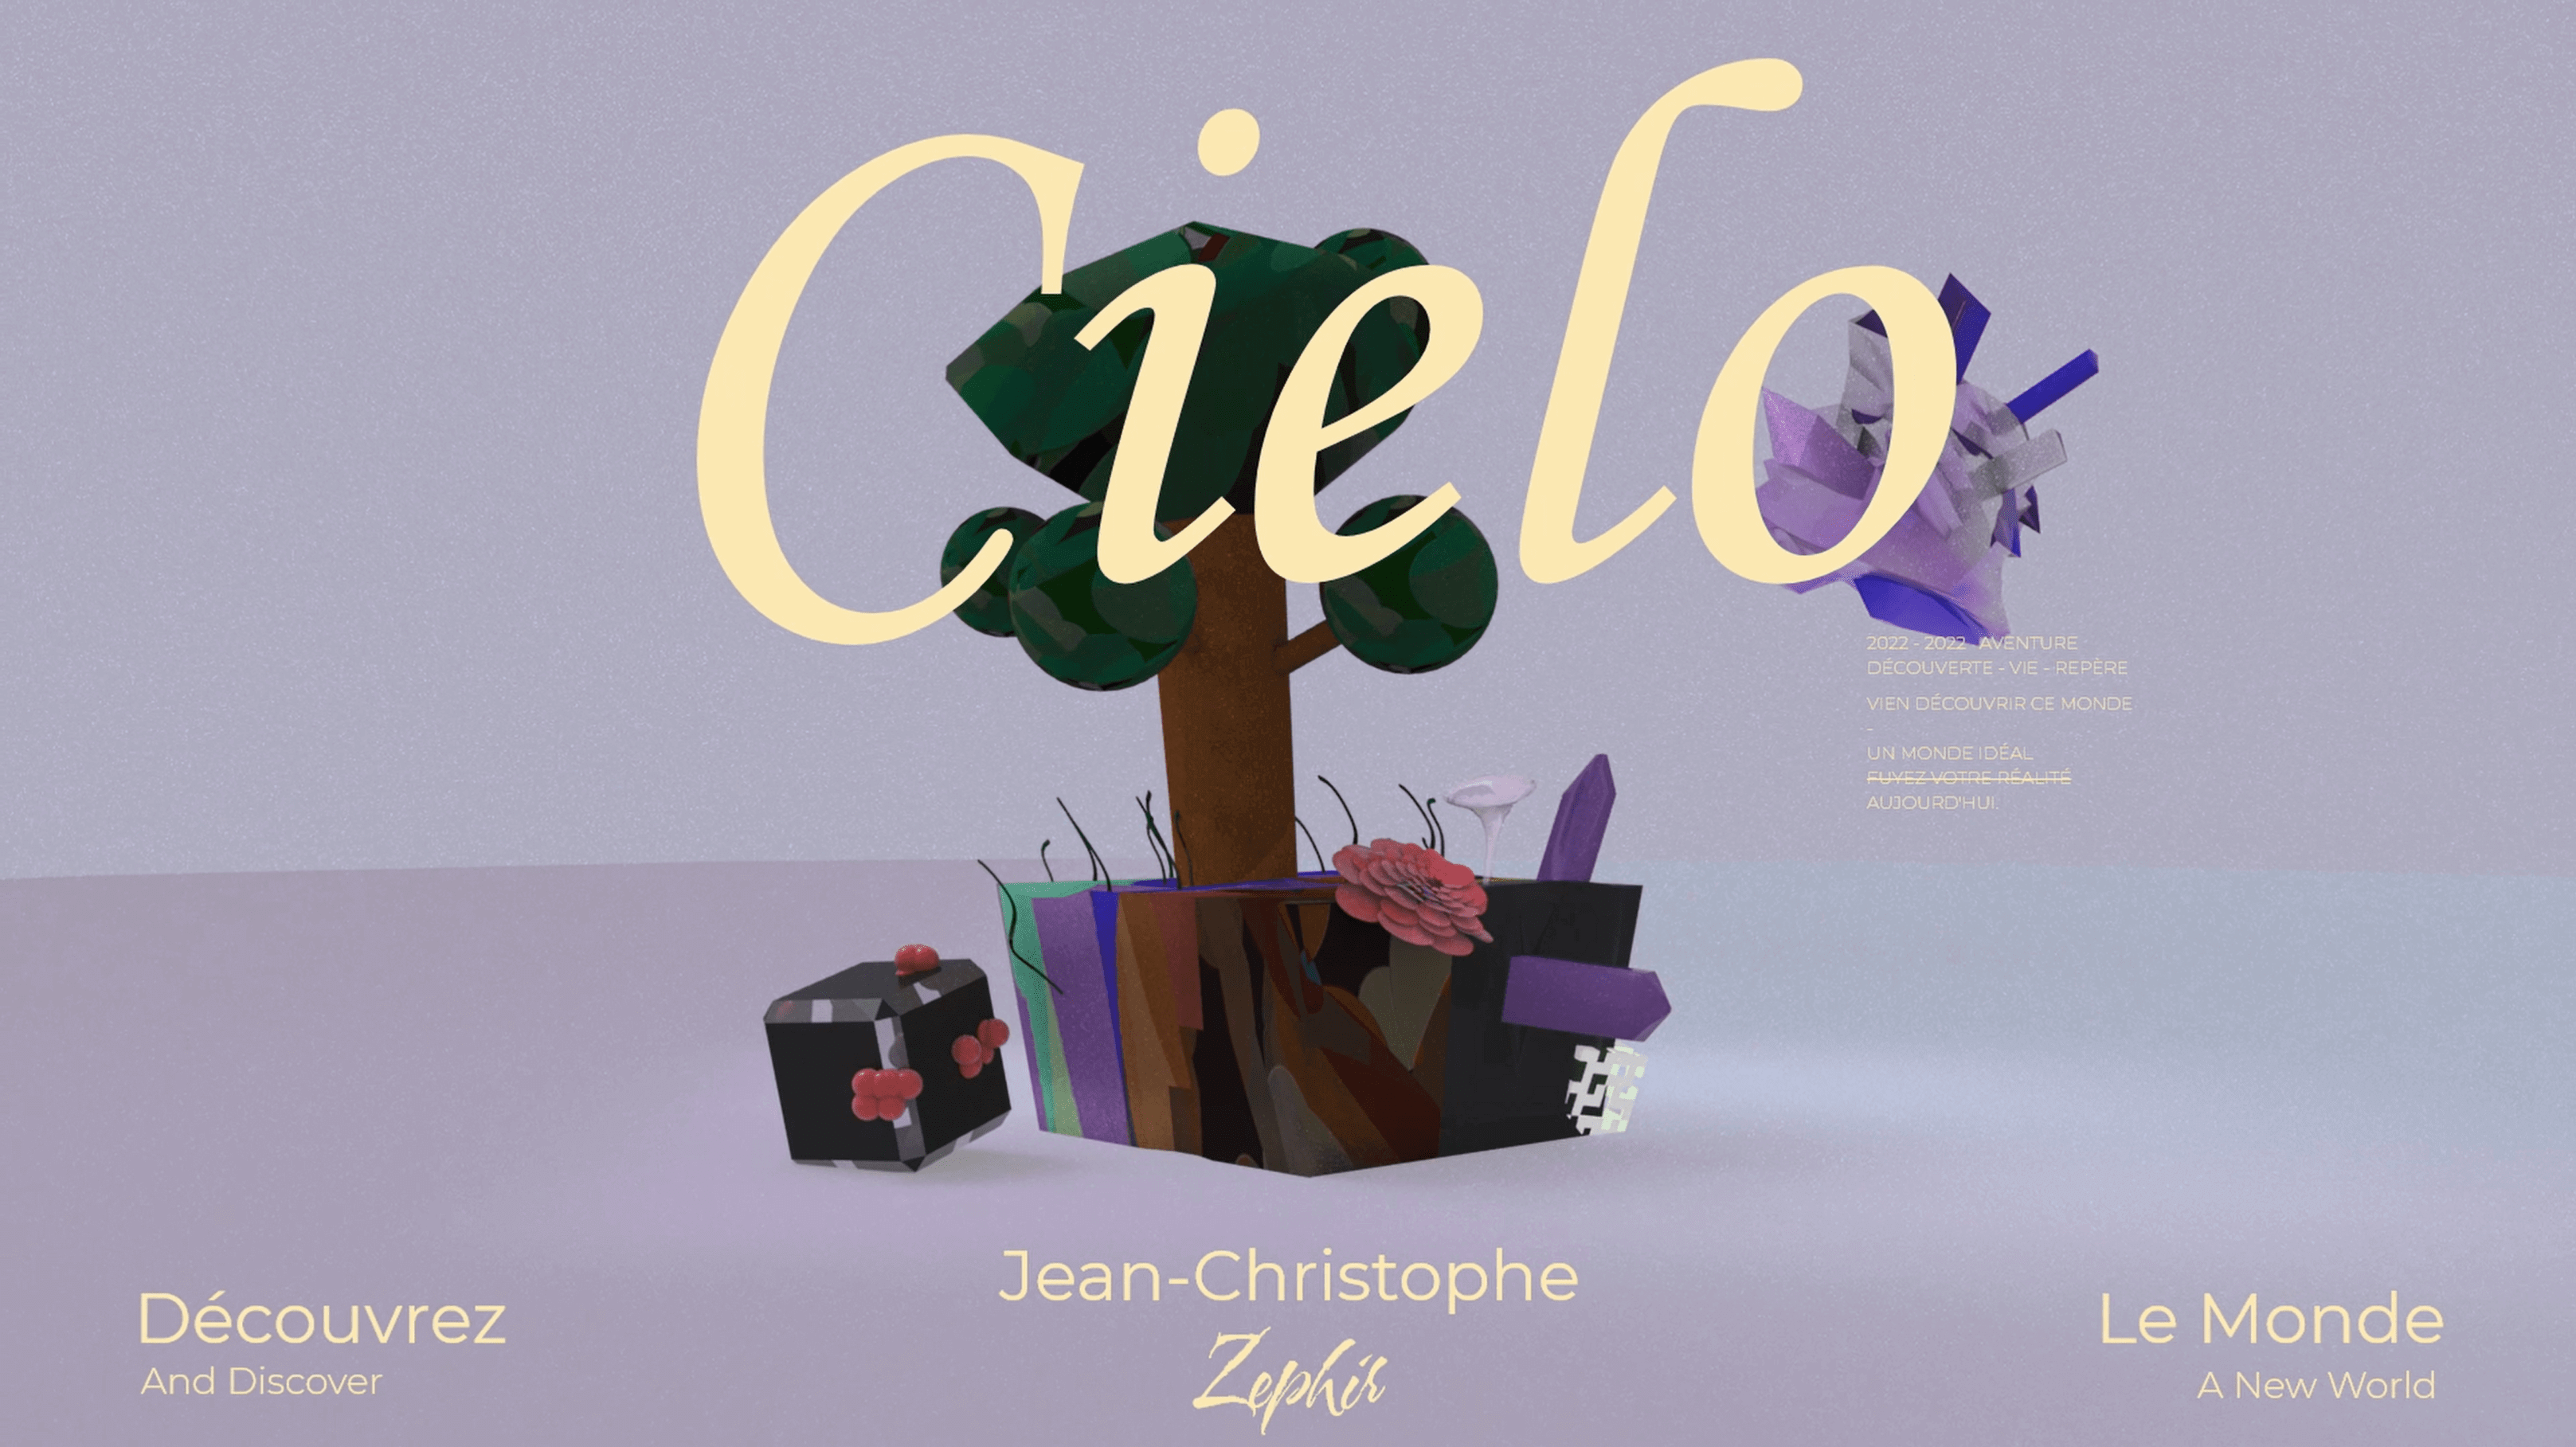 Cielo
2022 - 2022 AVENTURE
DÉCOUVERTE - VIE - REPÈRE
VIEN DÉCOUVRIR CE MONDE
-
UN MONDE IDÉAL
FUYEZ VOTRE RÉALITÉ
AUJOURD'HUI.
Jean-Christophe
Zephir
Découvrez
And Discover
Le Monde
A New World